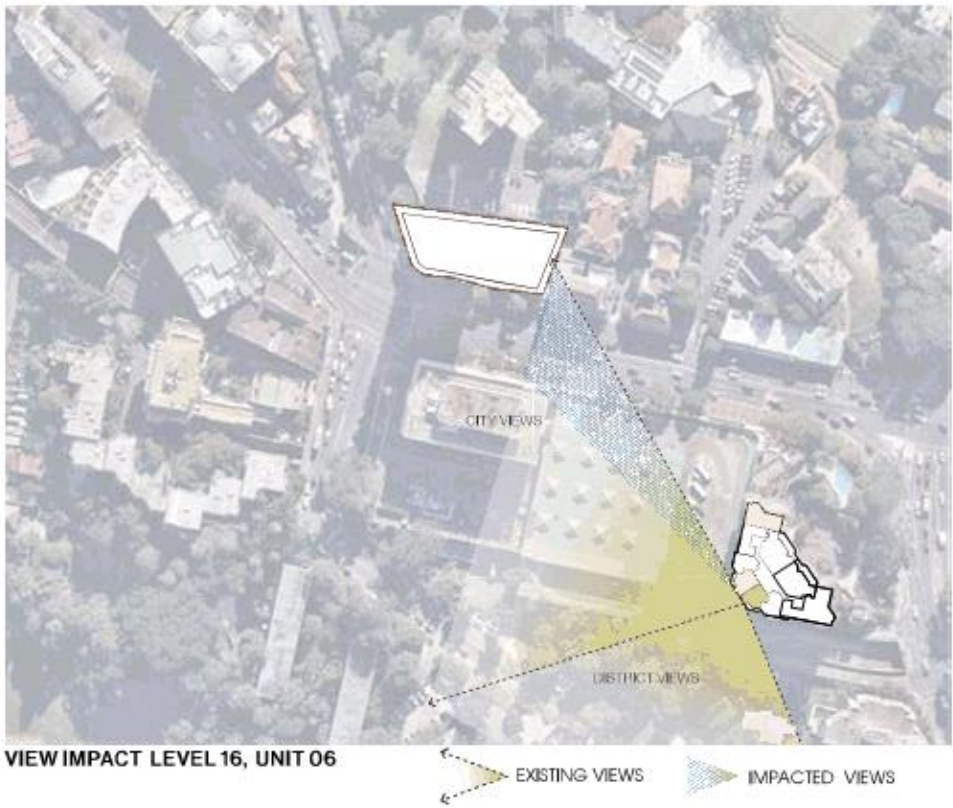 CITY VIEWS
DISTRICT VIEWS
VIEW IMPACT LEVEL 16, UNIT 06
EXISTING VIEWS
IMPACTED VIEWS